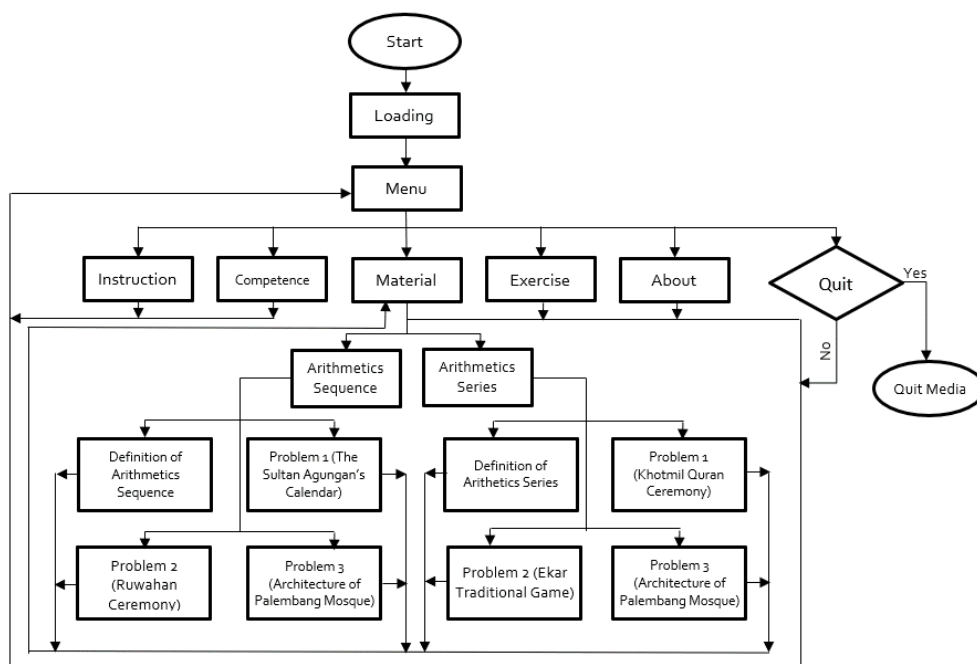 Start
Loading
Menu
Instruction
Competence
Material
Exercise
About
Quit
Yes
No
Quit Media
Arithmetics
Sequence
Arithmetics
Series
Definition of
Arithmetics
Sequence
Problem 1 (The
Sultan Agungan's
Calendar)
Definition of
Arithetics Series
Problem 1
(Khotmil Quran
Ceremony)
Problem 2
(Ruwahan
Ceremony)
Problem 3
(Architecture of
Palembang Mosque)
Problem 2 (Ekar
Traditional Game)
Problem 3
(Architecture of
Palembang Mosque)